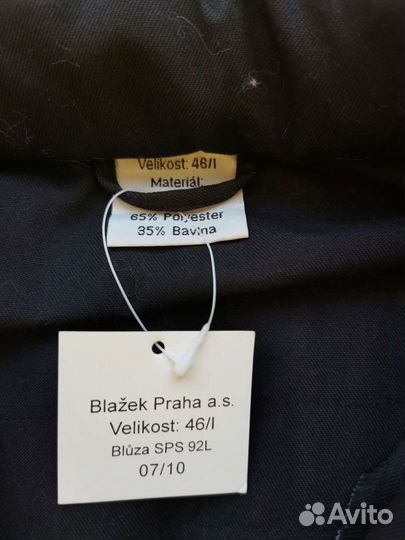 Velikost: 46/I
Materiál:
65% Polyester
35% Bavlna
Blažek Praha a.s.
Velikost: 46/I
Blůza SPS 92L
07/10
Avito